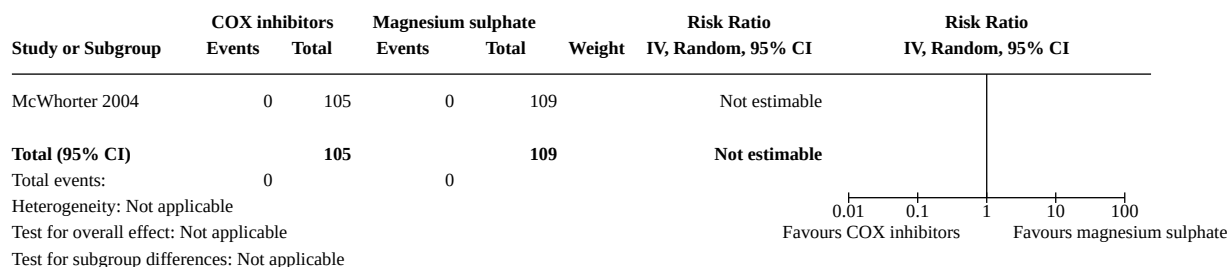 COX inhibitors Magnesium sulphate Risk Ratio Risk Ratio
Study or Subgroup Events Total Events Total Weight IV, Random, 95% CI IV, Random, 95% CI
McWhorter 2004 0 105 0 109 Not estimable
Total (95% CI) 105 109 Not estimable
Total events: 0 0
Heterogeneity: Not applicable
0.01 0.1 1 10 100
Test for overall effect: Not applicable Favours COX inhibitors Favours magnesium sulphate
Test for subgroup differences: Not applicable